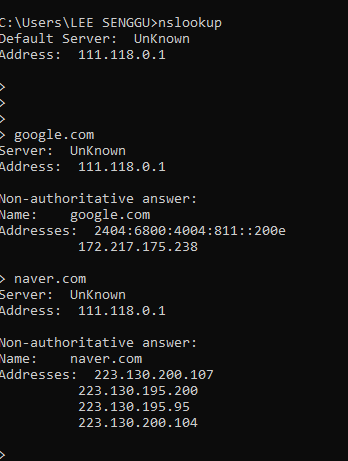 C:\Users\LEE SENGGU>nslookup
Default Server:  UnKnown
Address:  111.118.0.1
>
>
>
> google.com
Server:  UnKnown
Address:  111.118.0.1
Non-authoritative answer:
Name:    google.com
Addresses:  2404:6800:4004:811::200e
          172.217.175.238
> naver.com
Server:  UnKnown
Address:  111.118.0.1
Non-authoritative answer:
Name:    naver.com
Addresses:  223.130.200.107
          223.130.195.200
          223.130.195.95
          223.130.200.104
>